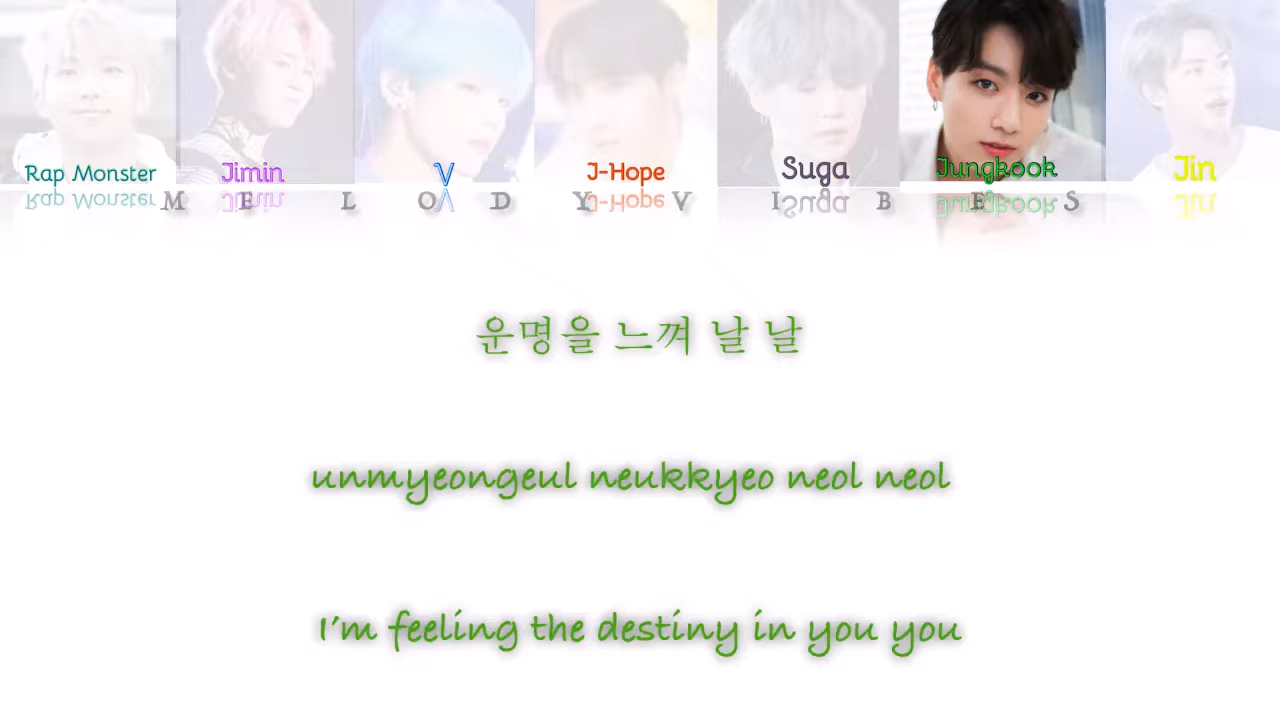 Rap Monster Jimin V J-Hope Suga Jungkook Jin
M E L O D Y V I B E S
운명을 느껴 날 날
unmyeongeul neukkyeo neol neol
I'm feeling the destiny in you you